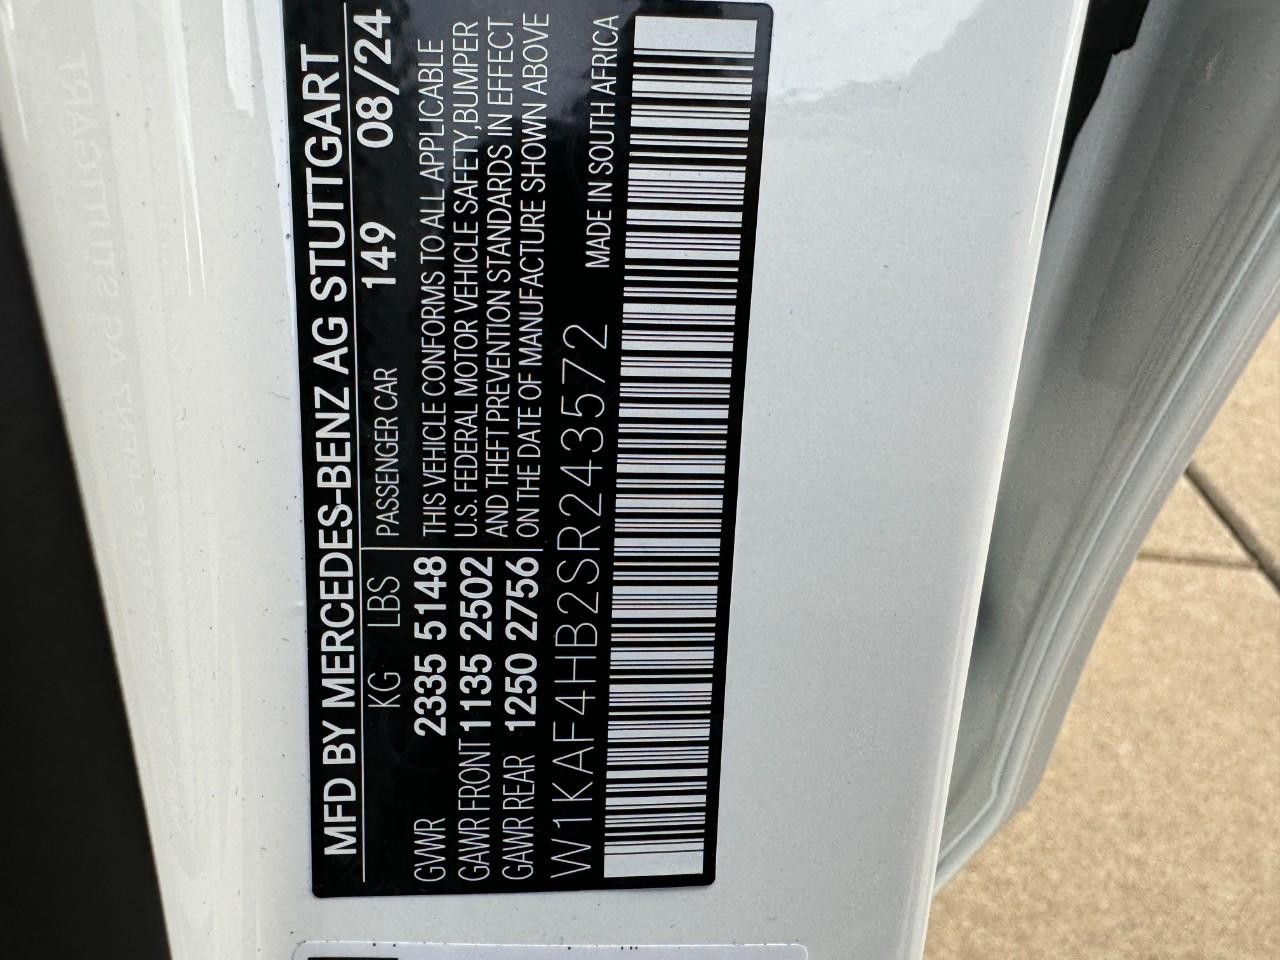 MFD BY MERCEDES-BENZ AG STUTTGART
KG LBS PASSENGER CAR 149 08/24
GVWR 2335 5148 THIS VEHICLE CONFORMS TO ALL APPLICABLE
U.S. FEDERAL MOTOR VEHICLE SAFETY,BUMPER
GAWR FRONT 1135 2502 AND THEFT PREVENTION STANDARDS IN EFFECT
GAWR REAR 1250 2756 ON THE DATE OF MANUFACTURE SHOWN ABOVE
W1KAF4HB2SR243572 MADE IN SOUTH AFRICA